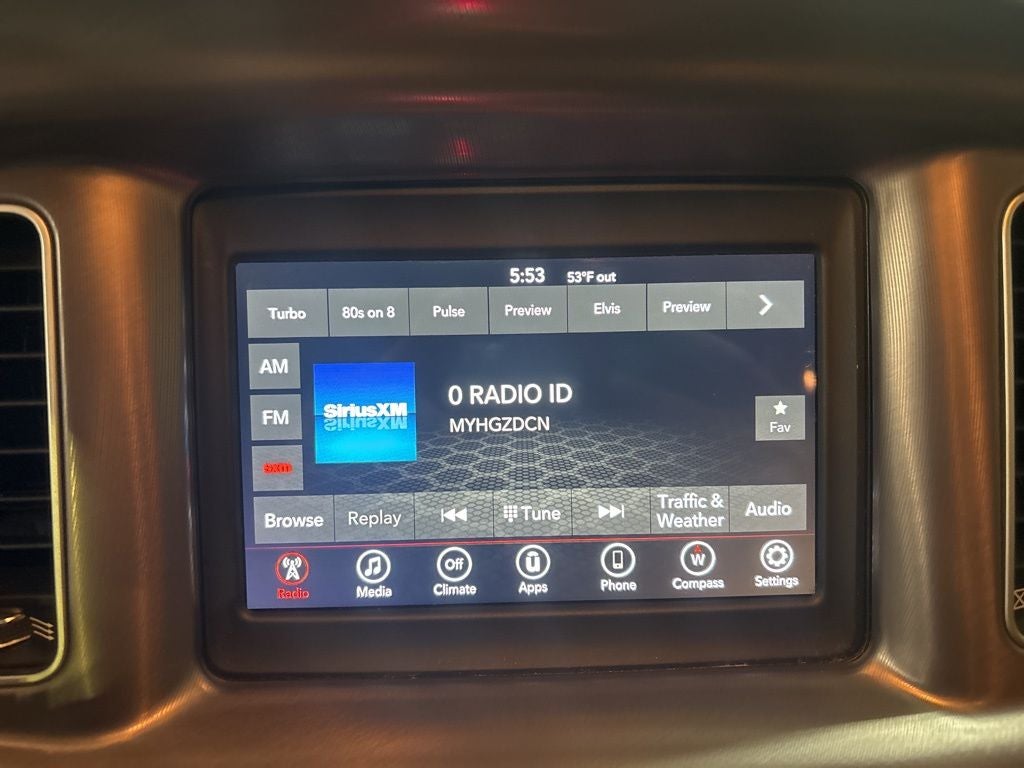 5:53 53°F out
Turbo 80s on 8 Pulse Preview Elvis Preview
AM
FM
sxm
SiriusXM
0 RADIO ID
MYHGZDCN
Fav
Browse Replay Tune Traffic & Weather Audio
Off W
Radio Media Climate Apps Phone Compass Settings